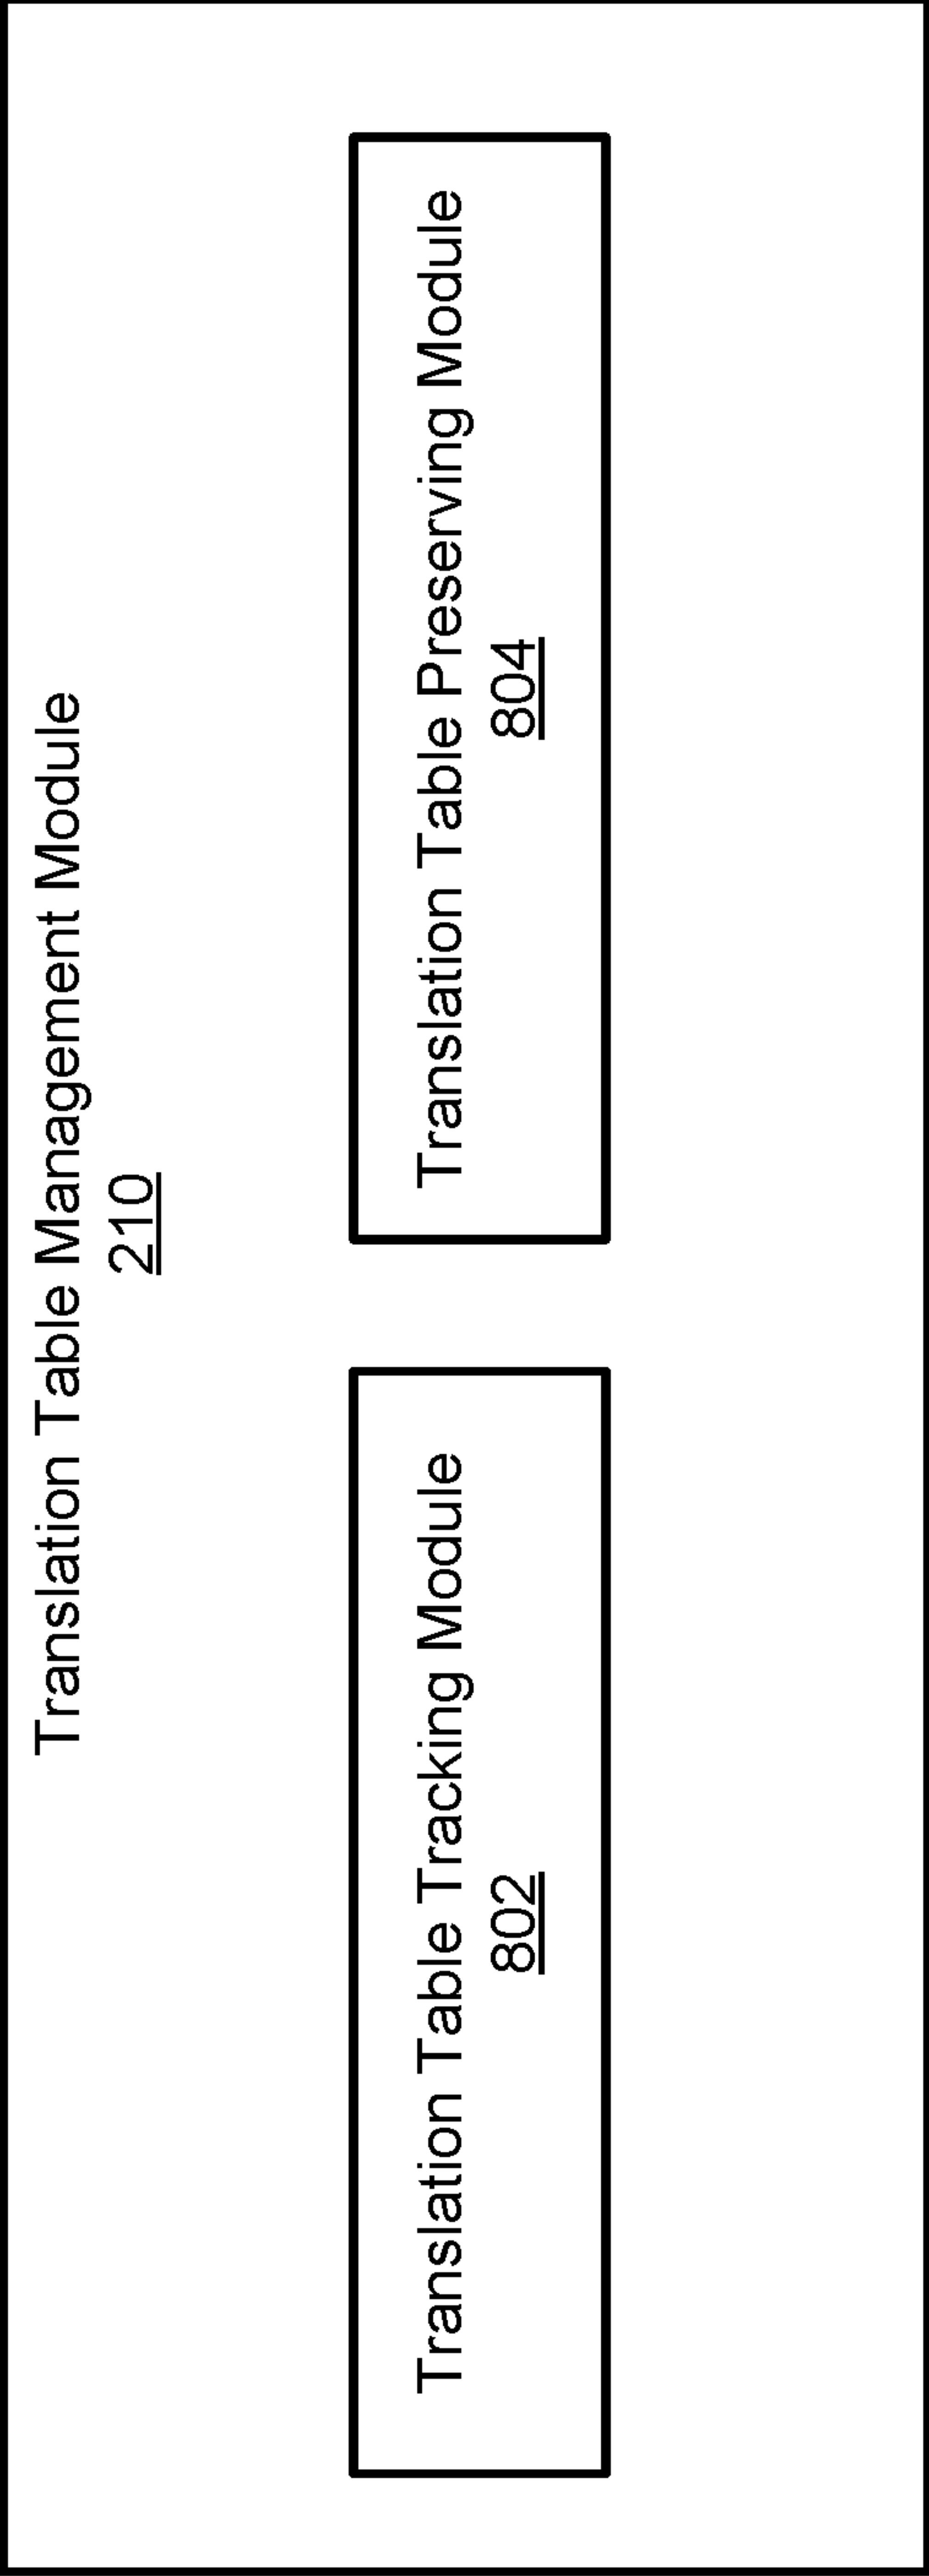 Translation Table Management Module
210
Translation Table Tracking Module
802
Translation Table Preserving Module
804